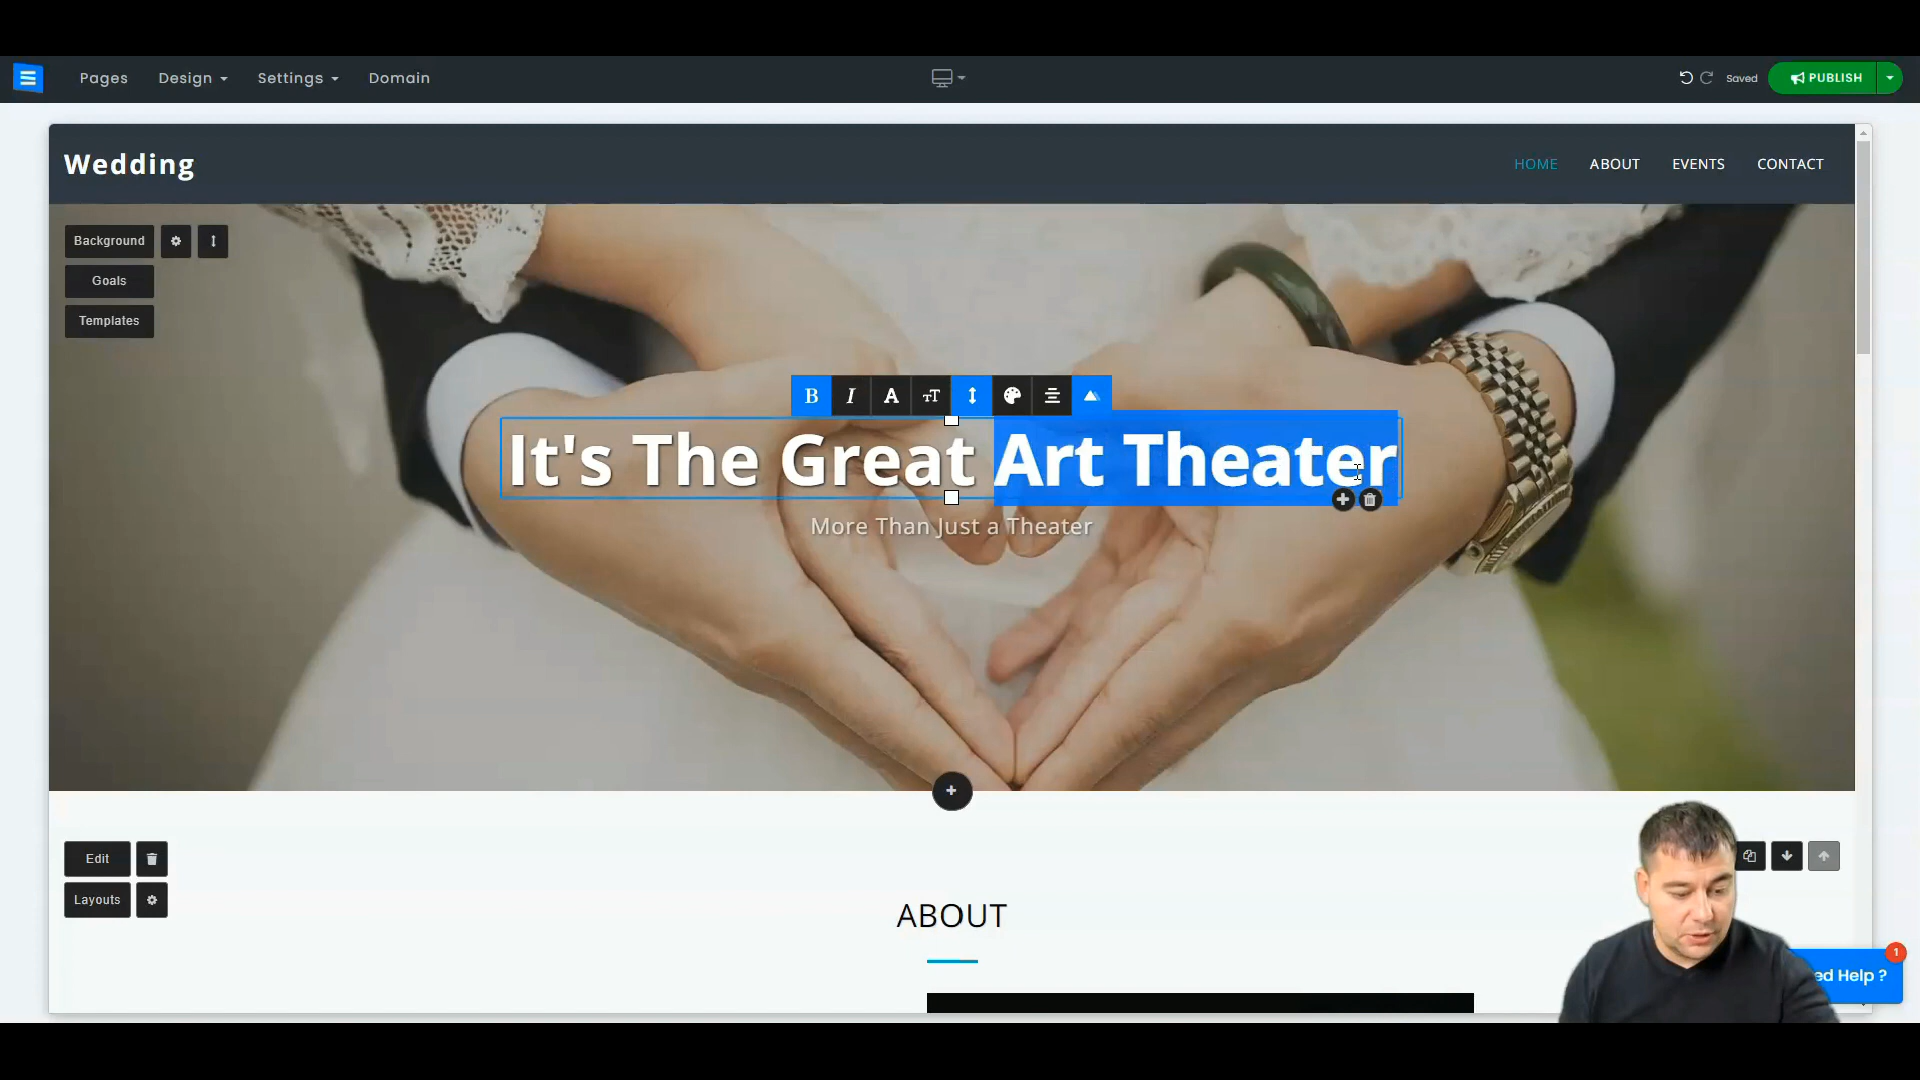 Pages Design Settings Domain Saved PUBLISH
Wedding HOME ABOUT EVENTS CONTACT
Background
Goals
Templates
B I A TT
It's The Great Art Theater
More Than Just a Theater
Edit
Layouts
ABOUT
1
ed Help ?